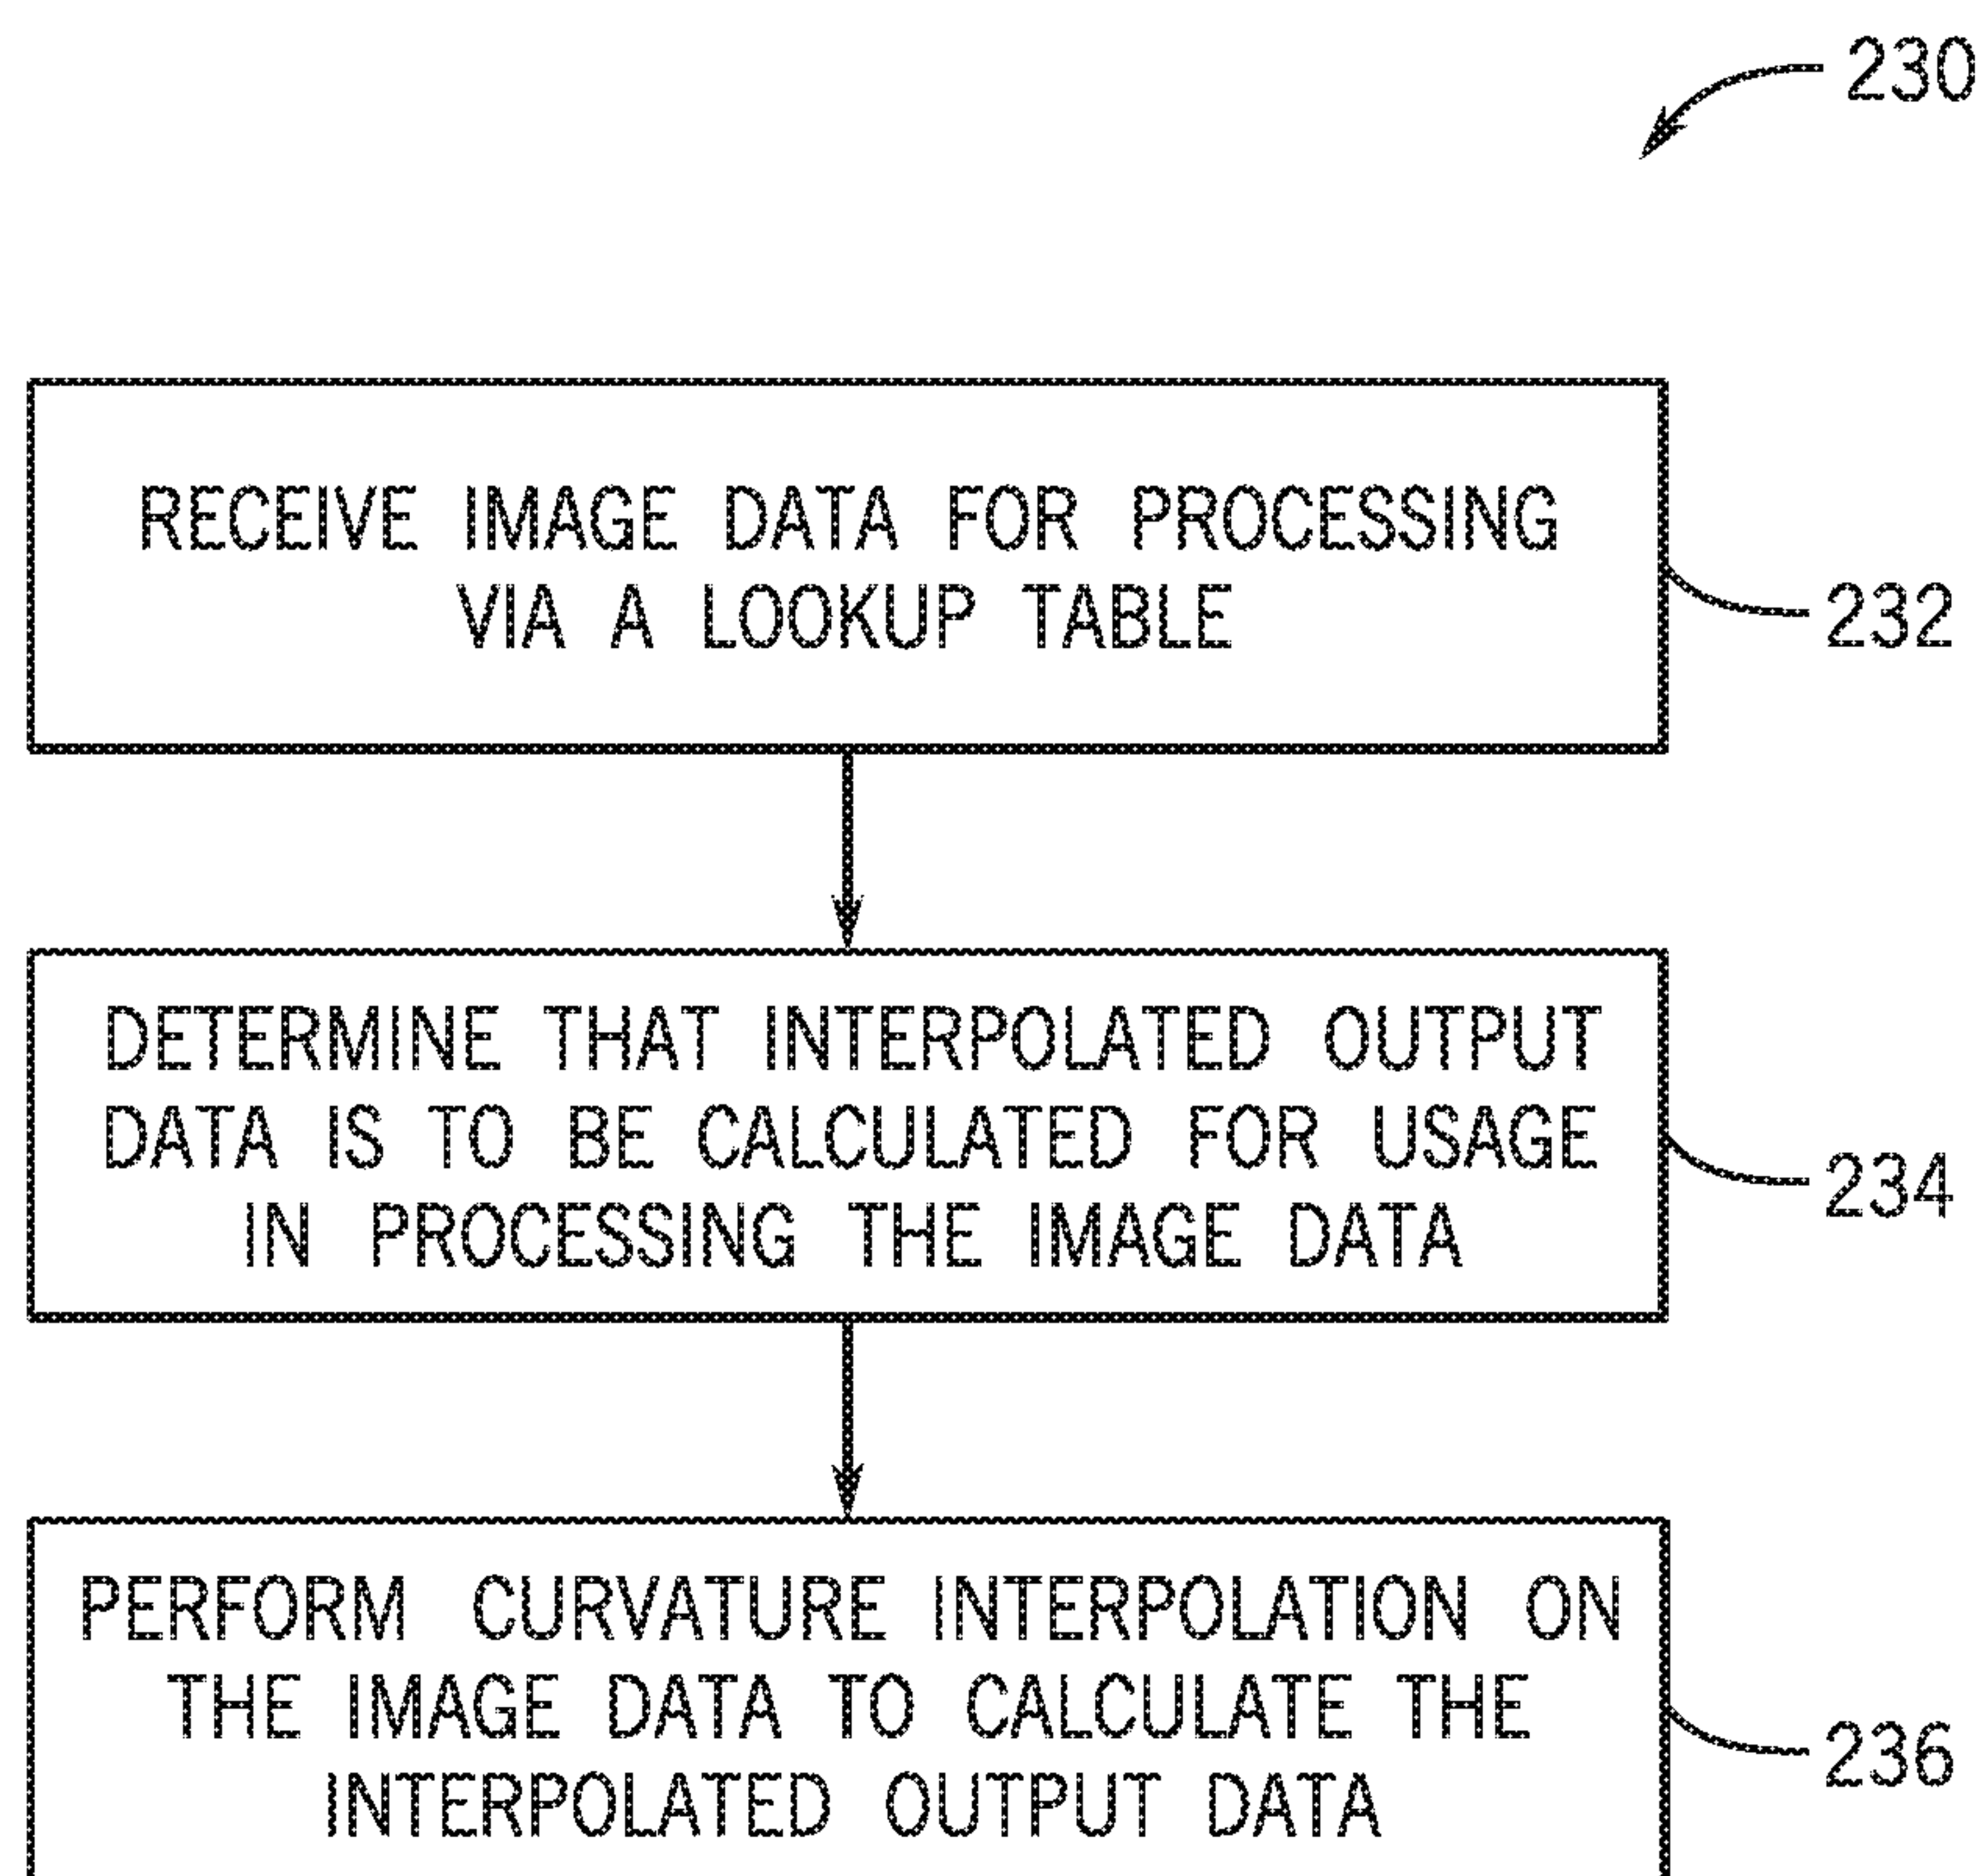 230
RECEIVE IMAGE DATA FOR PROCESSING
VIA A LOOKUP TABLE
232
DETERMINE THAT INTERPOLATED OUTPUT
DATA IS TO BE CALCULATED FOR USAGE
IN PROCESSING THE IMAGE DATA
234
PERFORM CURVATURE INTERPOLATION ON
THE IMAGE DATA TO CALCULATE THE
INTERPOLATED OUTPUT DATA
236